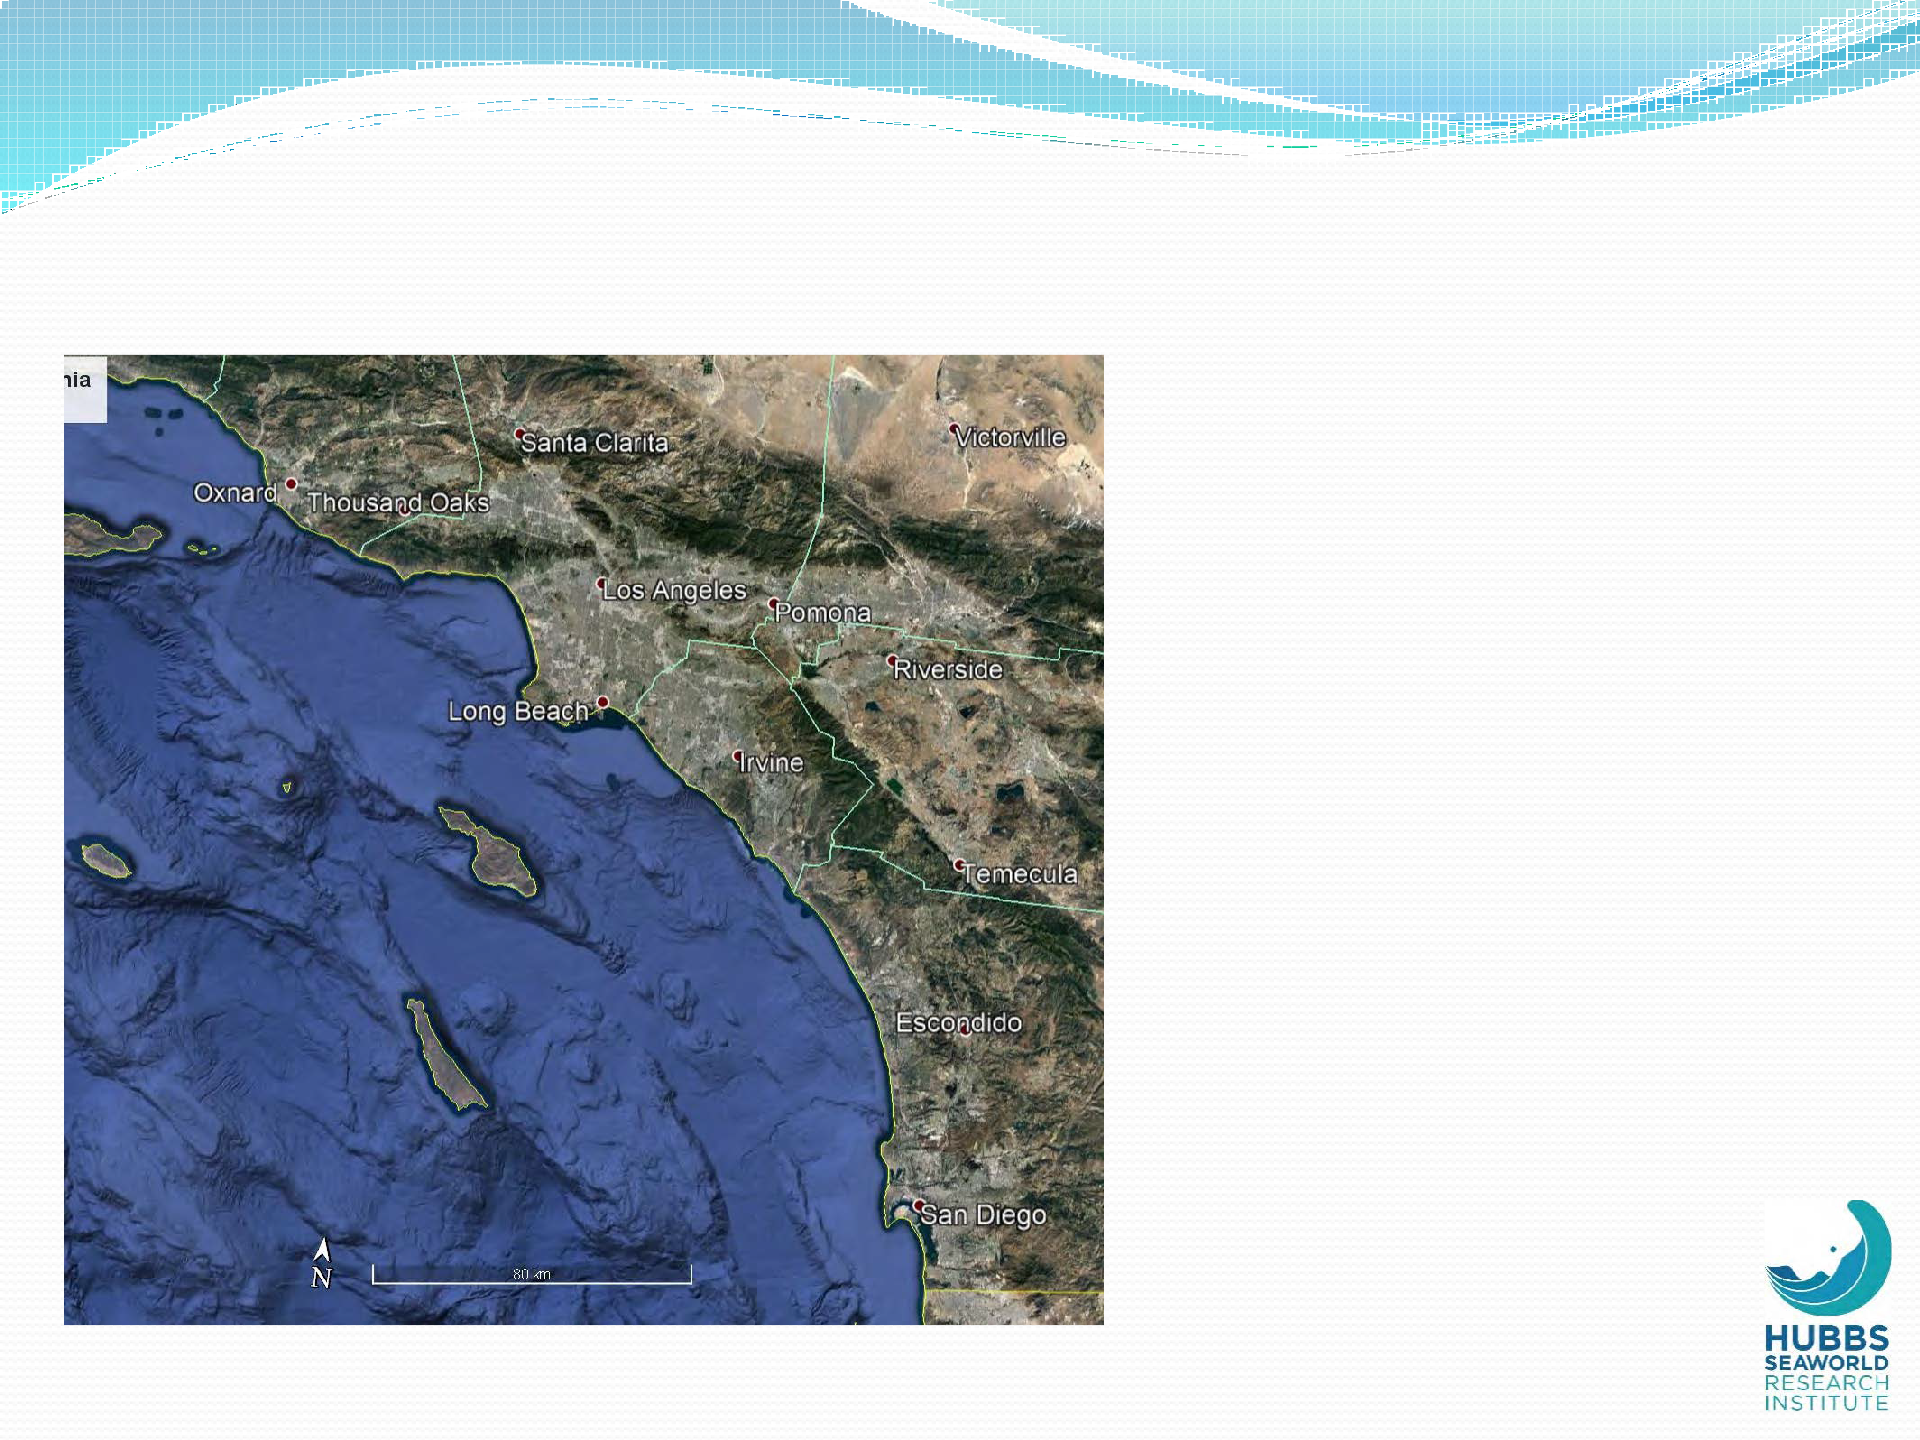 nia
Santa Clarita
Victorville
Oxnard
Thousand Oaks
Los Angeles
Pomona
Riverside
Long Beach
Irvine
Temecula
Escondido
San Diego
N
80 km
HUBBS
SEAWORLD
RESEARCH
INSTITUTE